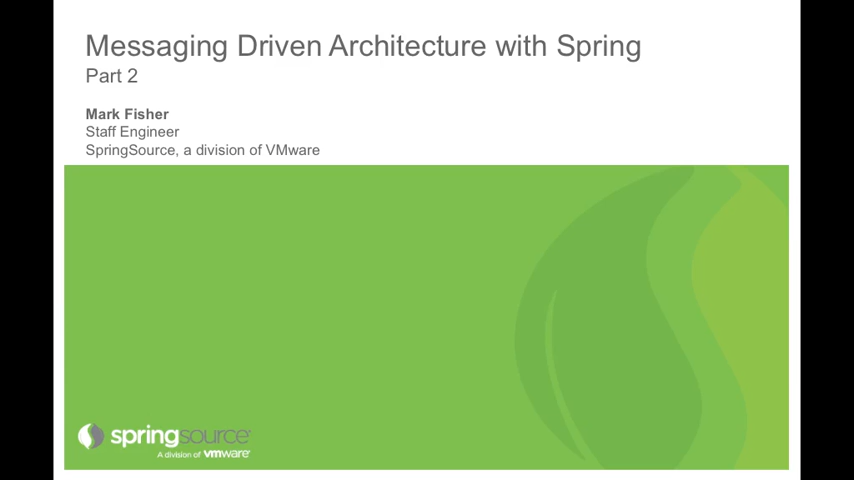 Messaging Driven Architecture with Spring
Part 2
Mark Fisher
Staff Engineer
SpringSource, a division of VMware
springsource
A division of vmware